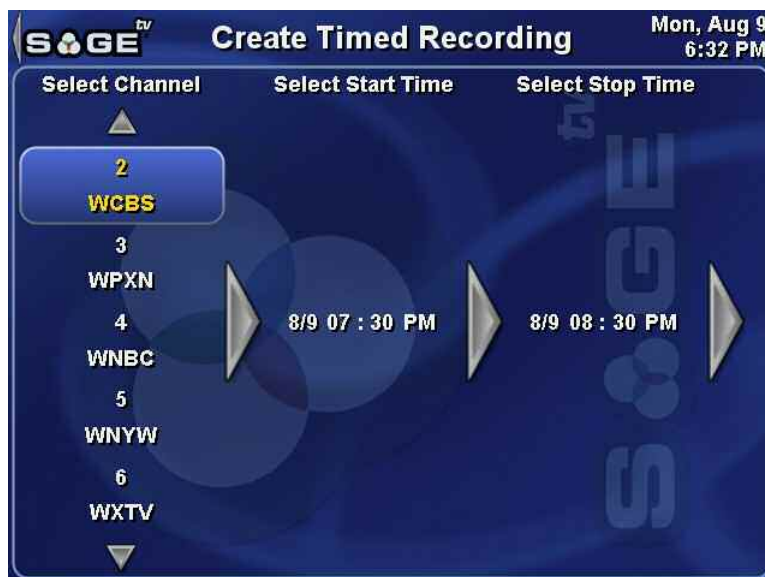 SAGE tv
Create Timed Recording
Mon, Aug 9
6:32 PM
Select Channel
Select Start Time
Select Stop Time
2
WCBS
3
WPXN
4
WNBC
5
WNYW
6
WXTV
8/9 07 : 30 PM
8/9 08 : 30 PM
SAGE tv